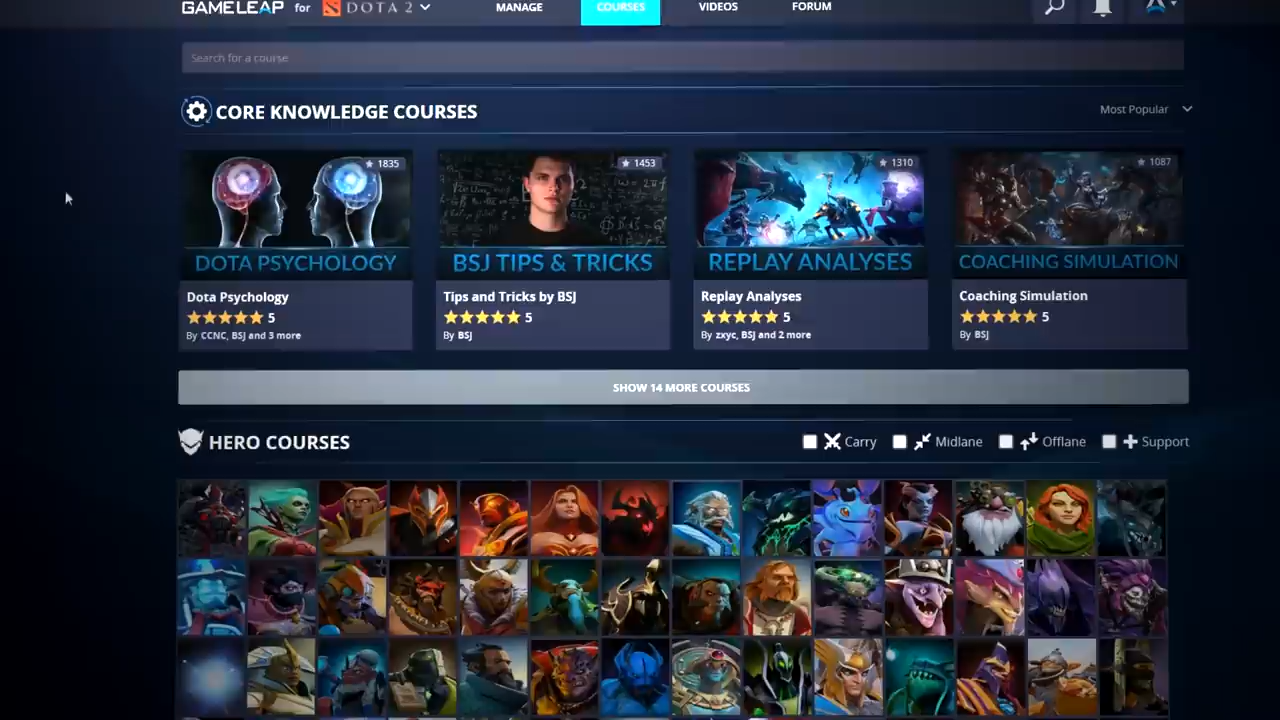 GAMELEAP for DOTA 2 MANAGE COURSES VIDEOS FORUM
Search for a course
CORE KNOWLEDGE COURSES Most Popular
1835 1453 1310 1087
DOTA PSYCHOLOGY BSJ TIPS & TRICKS REPLAY ANALYSES COACHING SIMULATION
Dota Psychology Tips and Tricks by BSJ Replay Analyses Coaching Simulation
5 5 5 5
By CCNC, BSJ and 3 more By BSJ By zxyc, BSJ and 2 more By BSJ
SHOW 14 MORE COURSES
HERO COURSES Carry Midlane Offlane Support